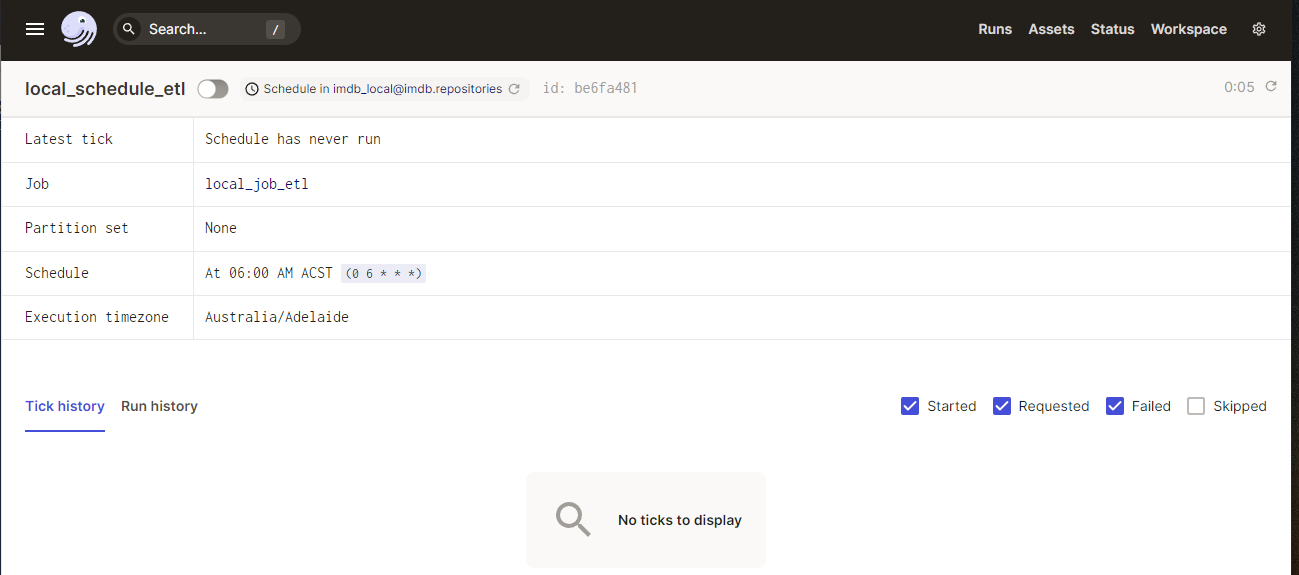 Search... /
Runs Assets Status Workspace
local_schedule_etl Schedule in imdb_local@imdb.repositories id: be6fa481 0:05
Latest tick Schedule has never run
Job local_job_etl
Partition set None
Schedule At 06:00 AM ACST (0 6 * * *)
Execution timezone Australia/Adelaide
Tick history Run history Started Requested Failed Skipped
No ticks to display